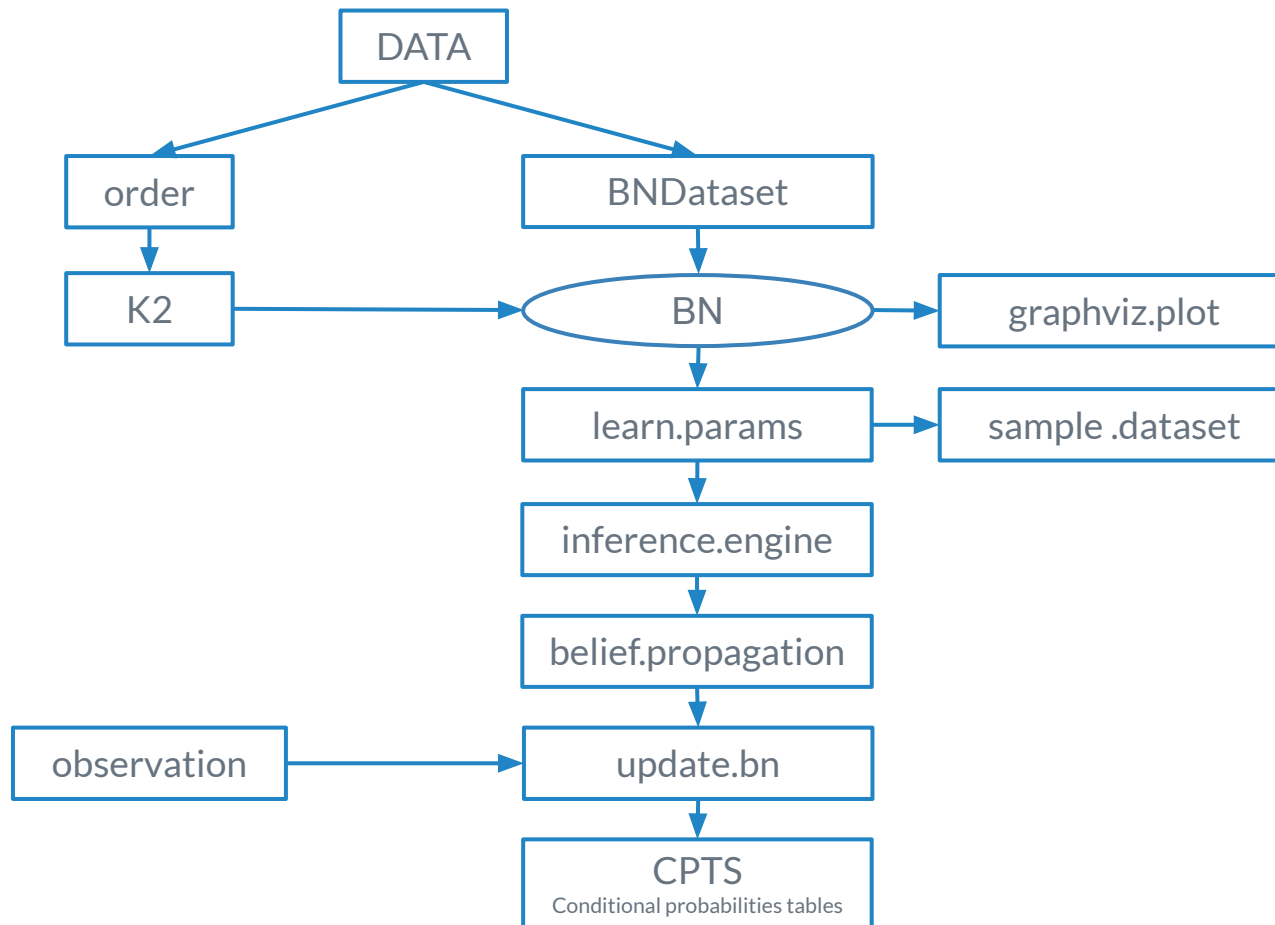 DATA
order
BNDataset
K2
BN
graphviz.plot
learn.params
sample .dataset
inference.engine
belief.propagation
observation
update.bn
CPTS
Conditional probabilities tables